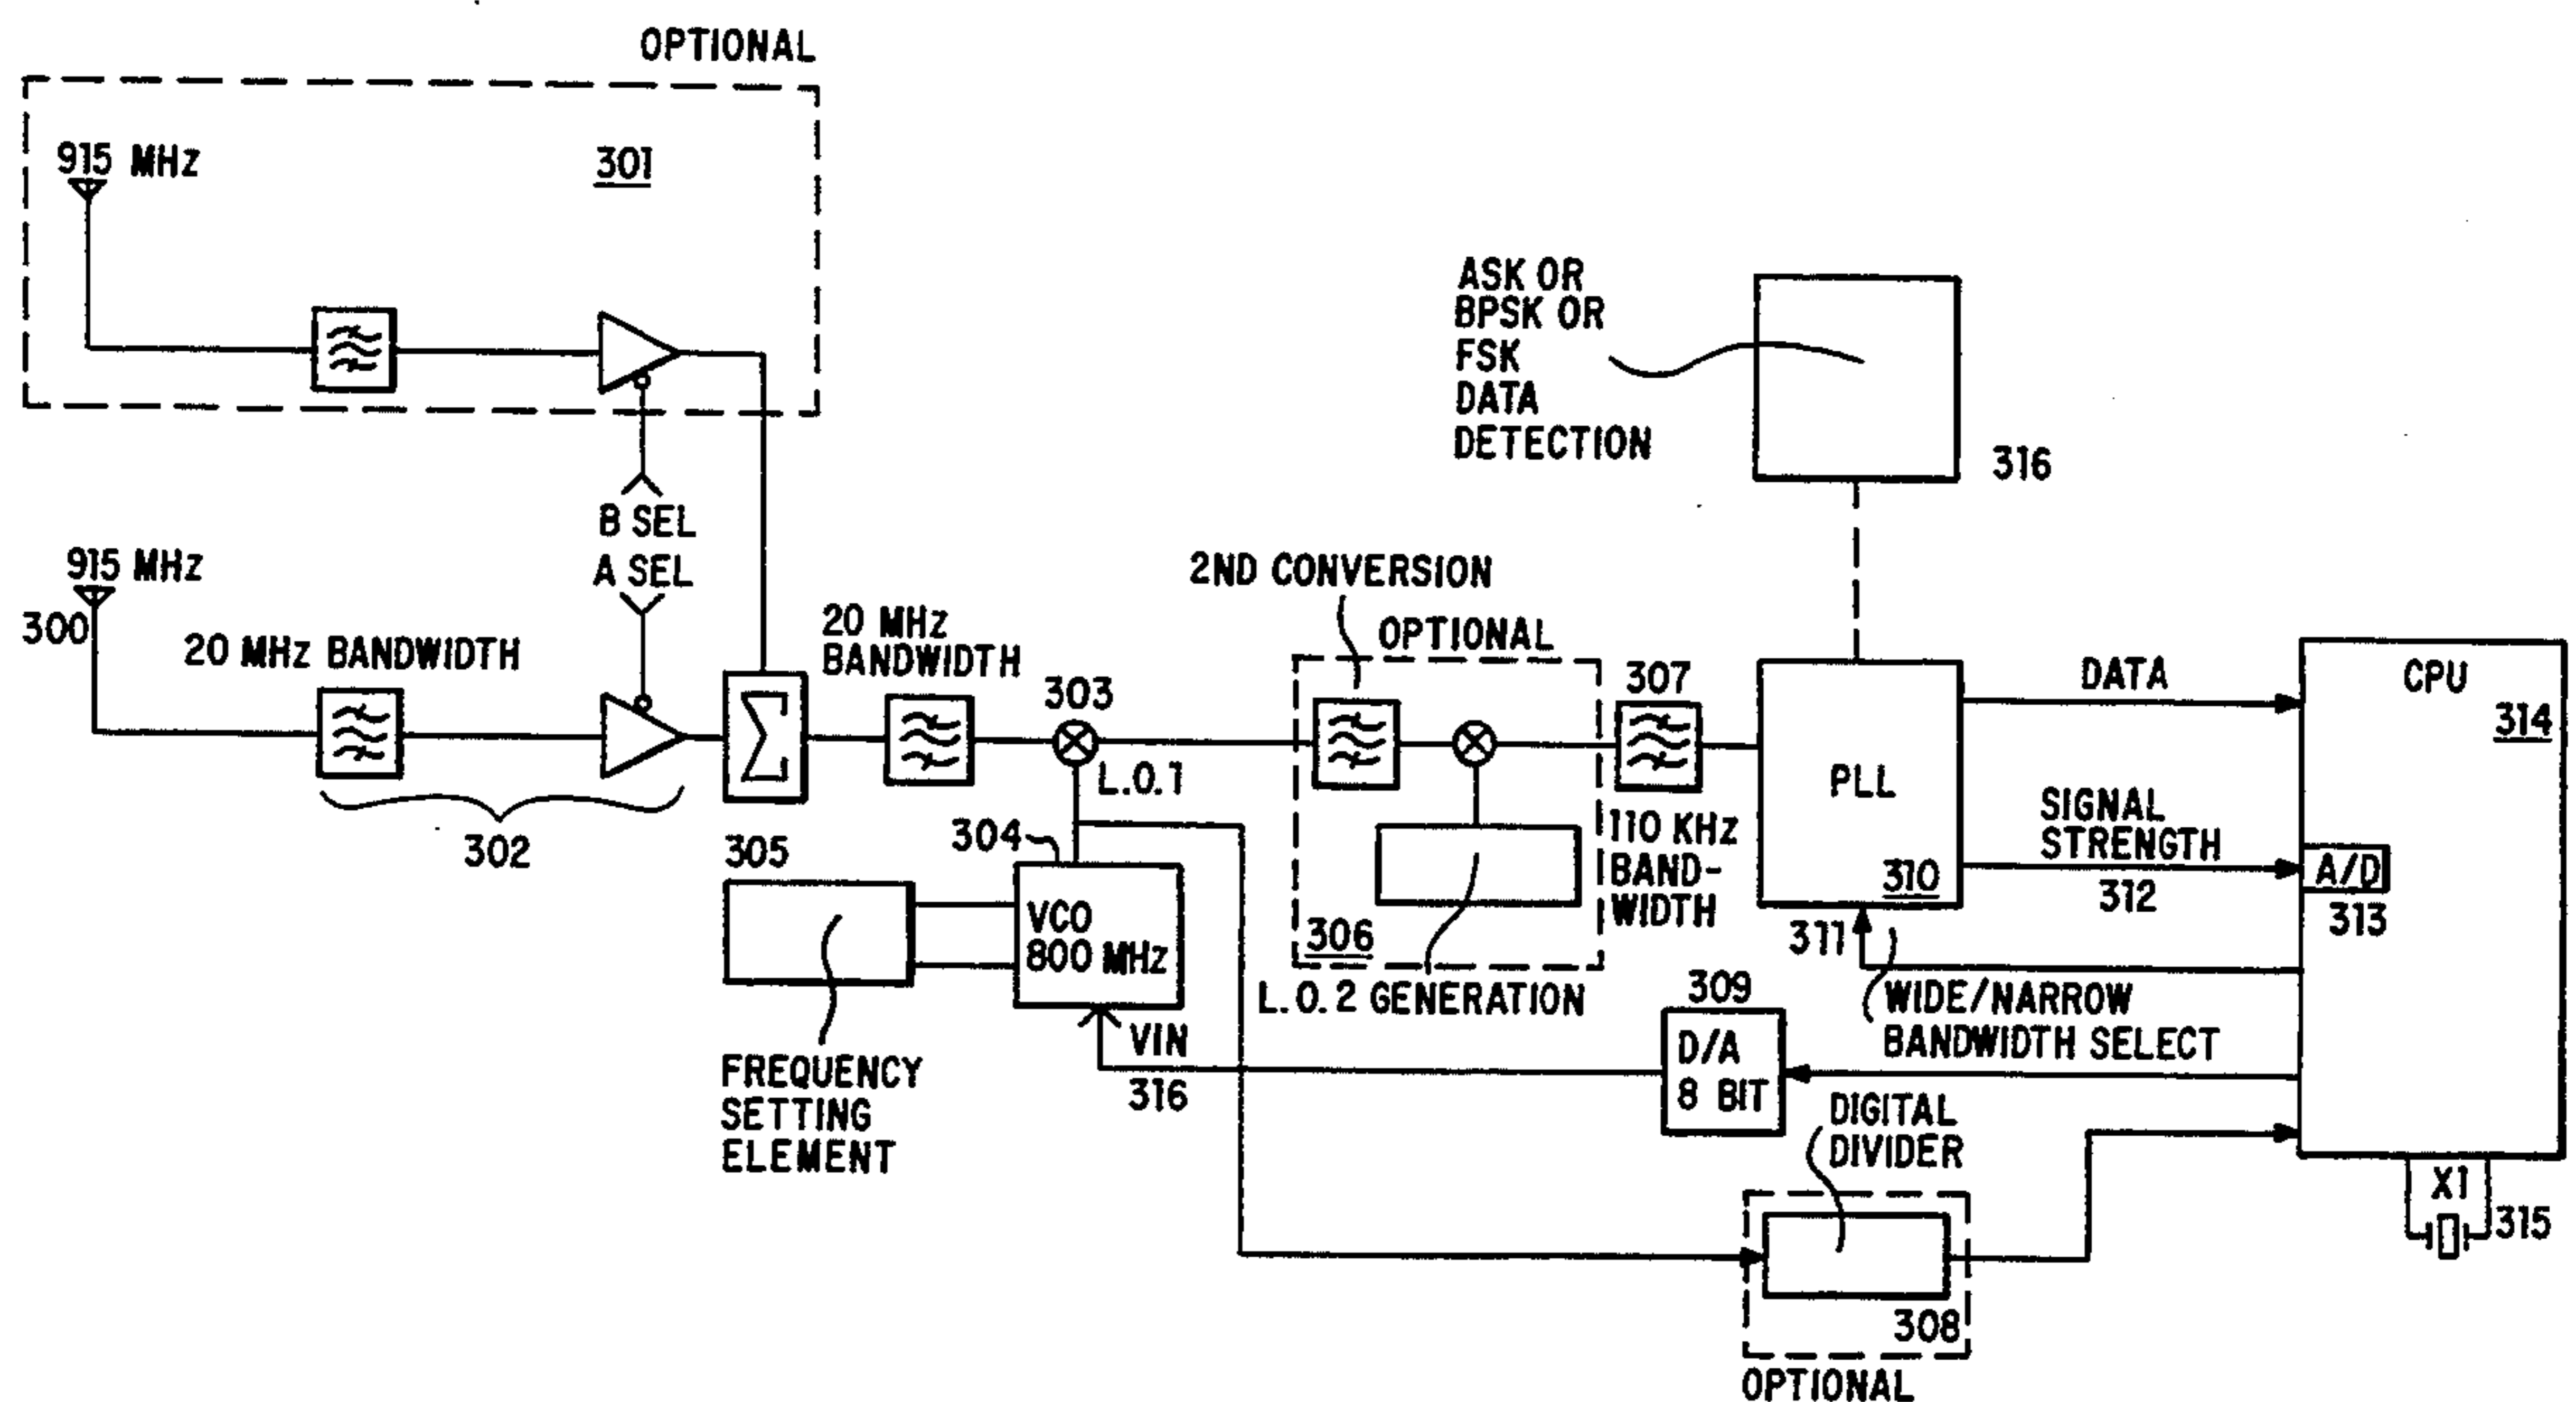 OPTIONAL
915 MHz
301
B SEL
A SEL
915 MHz
300
20 MHz BANDWIDTH
302
20 MHz
BANDWIDTH
303
L.O.1
304
305
VCO
800 MHz
FREQUENCY
SETTING
ELEMENT
VIN
316
2ND CONVERSION
OPTIONAL
306
L.O.2 GENERATION
307
110 KHz
BAND-
WIDTH
ASK OR
BPSK OR
FSK
DATA
DETECTION
316
PLL
310
311
DATA
SIGNAL
STRENGTH
312
CPU
314
A/D
313
WIDE/NARROW
BANDWIDTH SELECT
309
D/A
8 BIT
DIGITAL
DIVIDER
308
OPTIONAL
X1
315